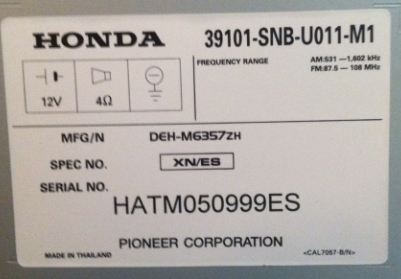 HONDA 39101-SNB-U011-M1
FREQUENCY RANGE AM:531 —1,602 kHz
FM:87.5 — 108 MHz
12V 4Ω
MFG/N DEH-M6357ZH
SPEC NO. XN/ES
SERIAL NO.
HATM050999ES
PIONEER CORPORATION
MADE IN THAILAND <CAL7057-B/N>